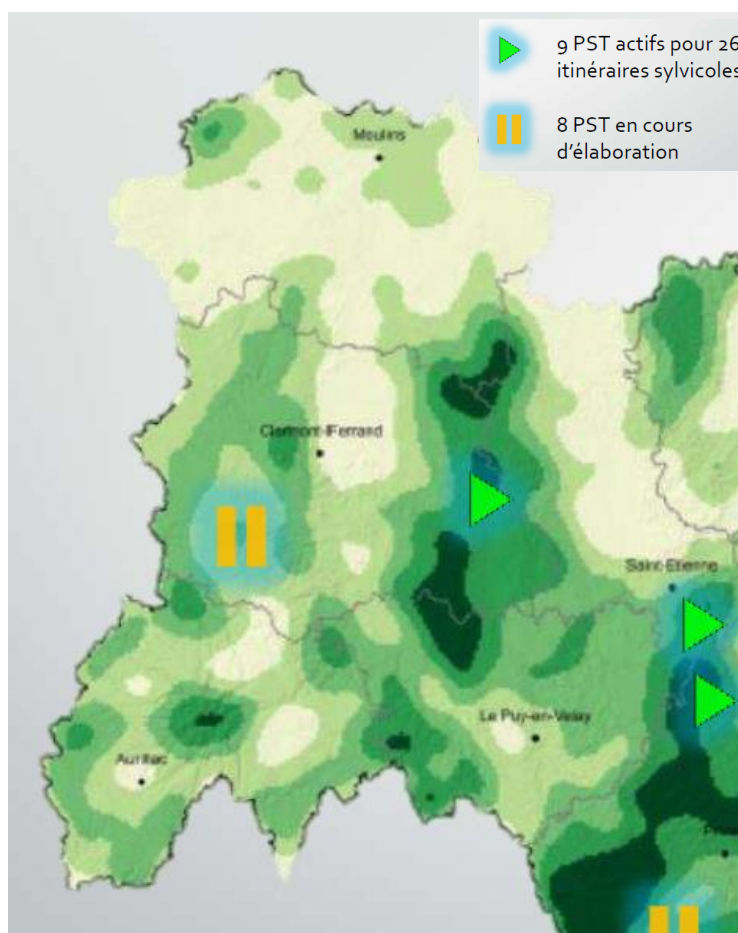 9 PST actifs pour 26
itinéraires sylvicoles
8 PST en cours
d'élaboration
Moulins
Clermont-Ferrand
Saint-Etienne
Le Puy-en-Velay
Aurillac